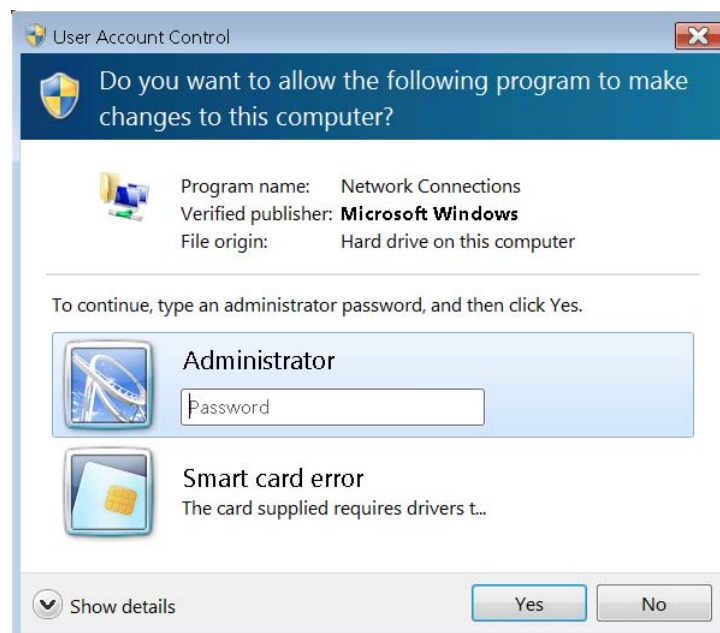 User Account Control
Do you want to allow the following program to make
changes to this computer?
Program name: Network Connections
Verified publisher: Microsoft Windows
File origin: Hard drive on this computer
To continue, type an administrator password, and then click Yes.
Administrator
Password
Smart card error
The card supplied requires drivers t...
Show details
Yes
No